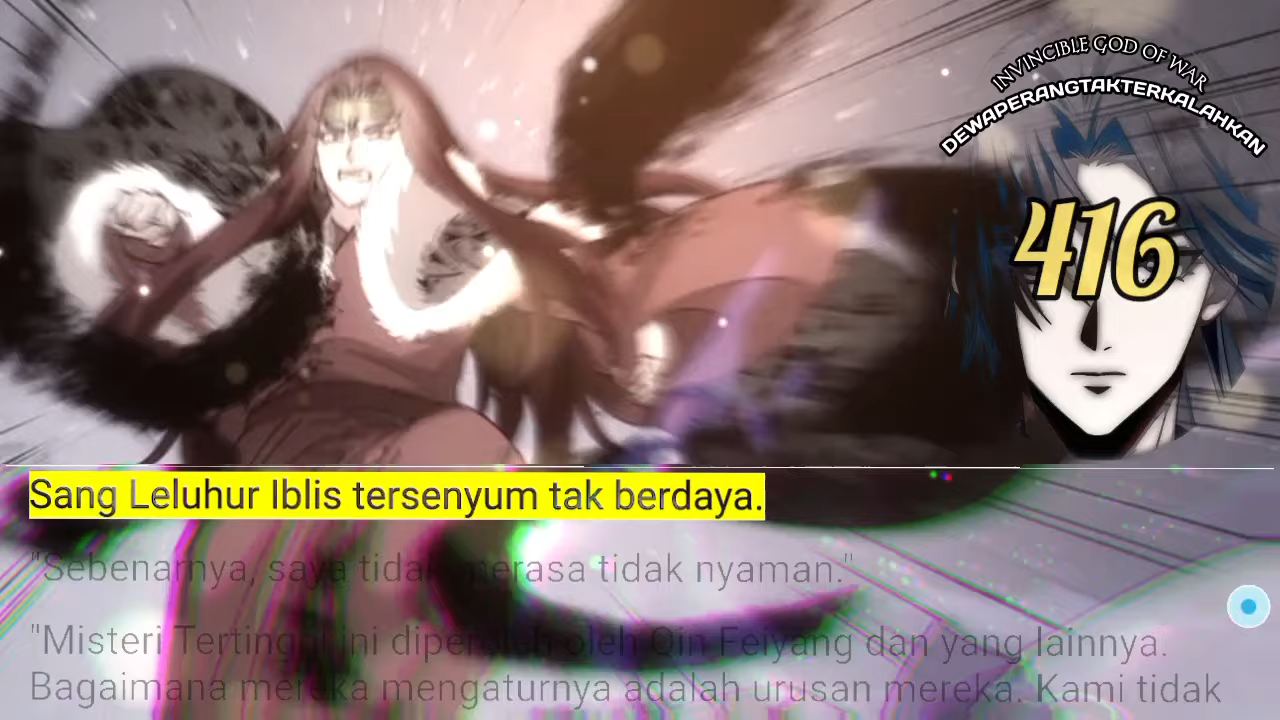 INVINCIBLE GOD OF WAR
DEWAPERANGTAKTERKALAHKAN
416
Sang Leluhur Iblis tersenyum tak berdaya.
"Sebenarnya, saya tidak merasa tidak nyaman."
"Misteri Tertinggi ini diperoleh oleh Qin Feiyang dan yang lainnya.
Bagaimana mereka mengaturnya adalah urusan mereka. Kami tidak